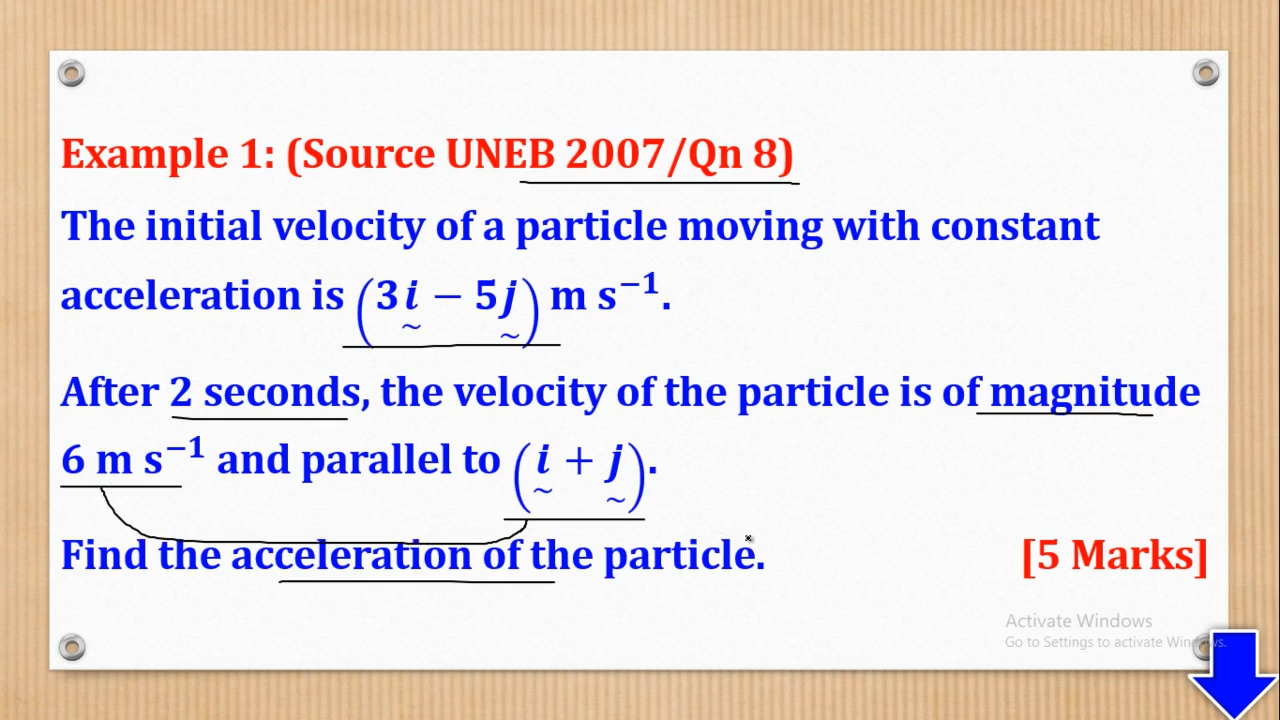 Example 1: (Source UNEB 2007/Qn 8)
The initial velocity of a particle moving with constant
acceleration is (3ḭ − 5j̰) m s⁻¹.
After 2 seconds, the velocity of the particle is of magnitude
6 m s⁻¹ and parallel to (ḭ + j̰).
Find the acceleration of the particle. [5 Marks]
Activate Windows
Go to Settings to activate Windows.